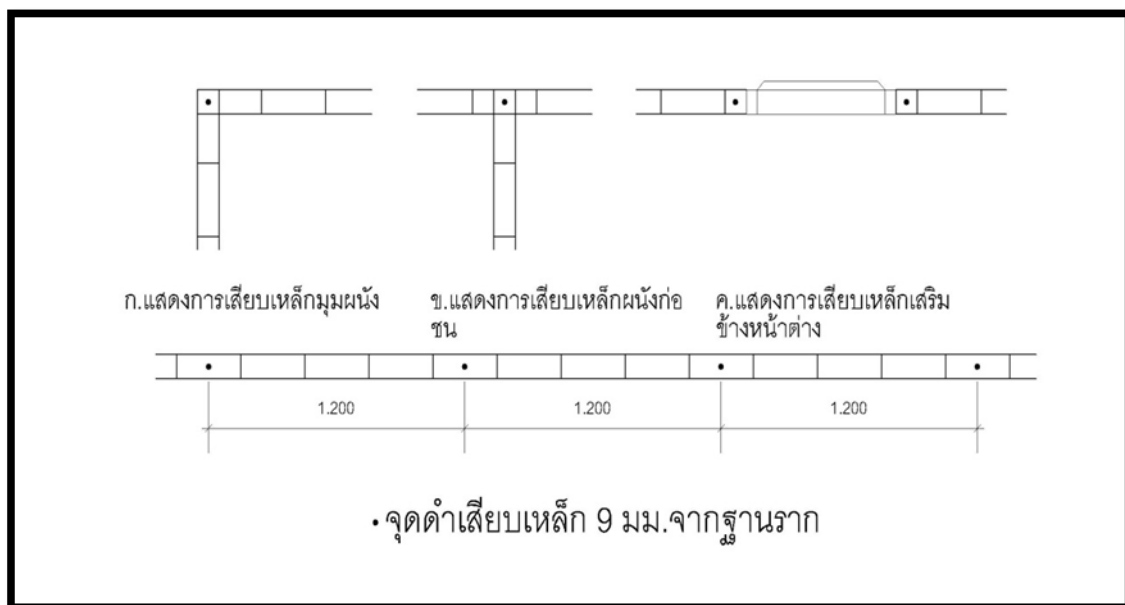 ก.แสดงการเสียบเหล็กมุมผนัง
ข.แสดงการเสียบเหล็กผนังก่อ
ชน
ค.แสดงการเสียบเหล็กเสริม
ข้างหน้าต่าง
1.200
1.200
1.200
• จุดดำเสียบเหล็ก 9 มม.จากฐานราก